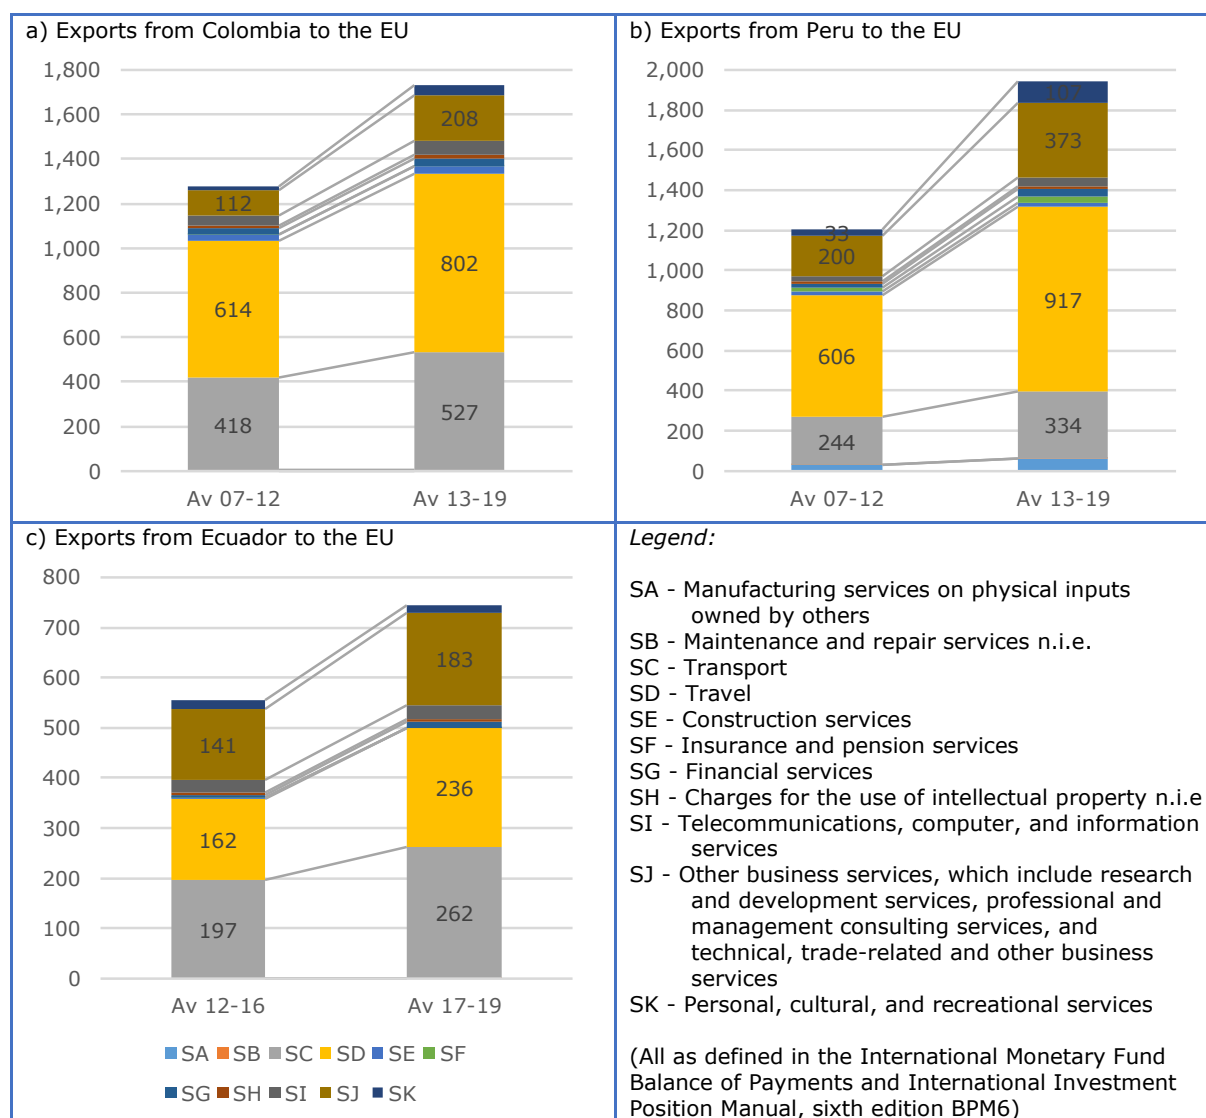 a) Exports from Colombia to the EU
1,800
1,600
1,400
1,200
1,000
800
600
400
200
0
112
614
418
208
802
527
Av 07-12 Av 13-19
b) Exports from Peru to the EU
2,000
1,800
1,600
1,400
1,200
1,000
800
600
400
200
0
33
200
606
244
373
917
334
Av 07-12 Av 13-19
c) Exports from Ecuador to the EU
800
700
600
500
400
300
200
100
0
141
162
197
183
236
262
Av 12-16 Av 17-19
SA SB SC SD SE SF
SG SH SI SJ SK
Legend:
SA - Manufacturing services on physical inputs
owned by others
SB - Maintenance and repair services n.i.e.
SC - Transport
SD - Travel
SE - Construction services
SF - Insurance and pension services
SG - Financial services
SH - Charges for the use of intellectual property n.i.e
SI - Telecommunications, computer, and information
services
SJ - Other business services, which include research
and development services, professional and
management consulting services, and
technical, trade-related and other business
services
SK - Personal, cultural, and recreational services
(All as defined in the International Monetary Fund
Balance of Payments and International Investment
Position Manual, sixth edition BPM6)